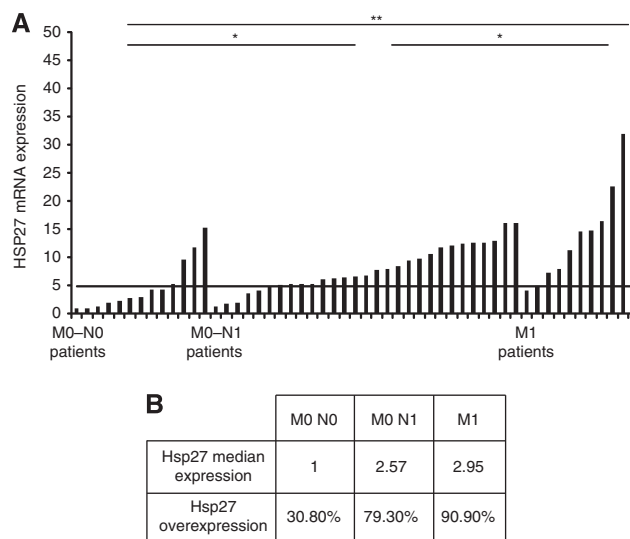 A
**
*
*
HSP27 mRNA expression
50
45
40
35
30
25
20
15
10
5
0
M0–N0
patients
M0–N1
patients
M1
patients
B
M0 N0 M0 N1 M1
Hsp27 median
expression
1 2.57 2.95
Hsp27
overexpression
30.80% 79.30% 90.90%